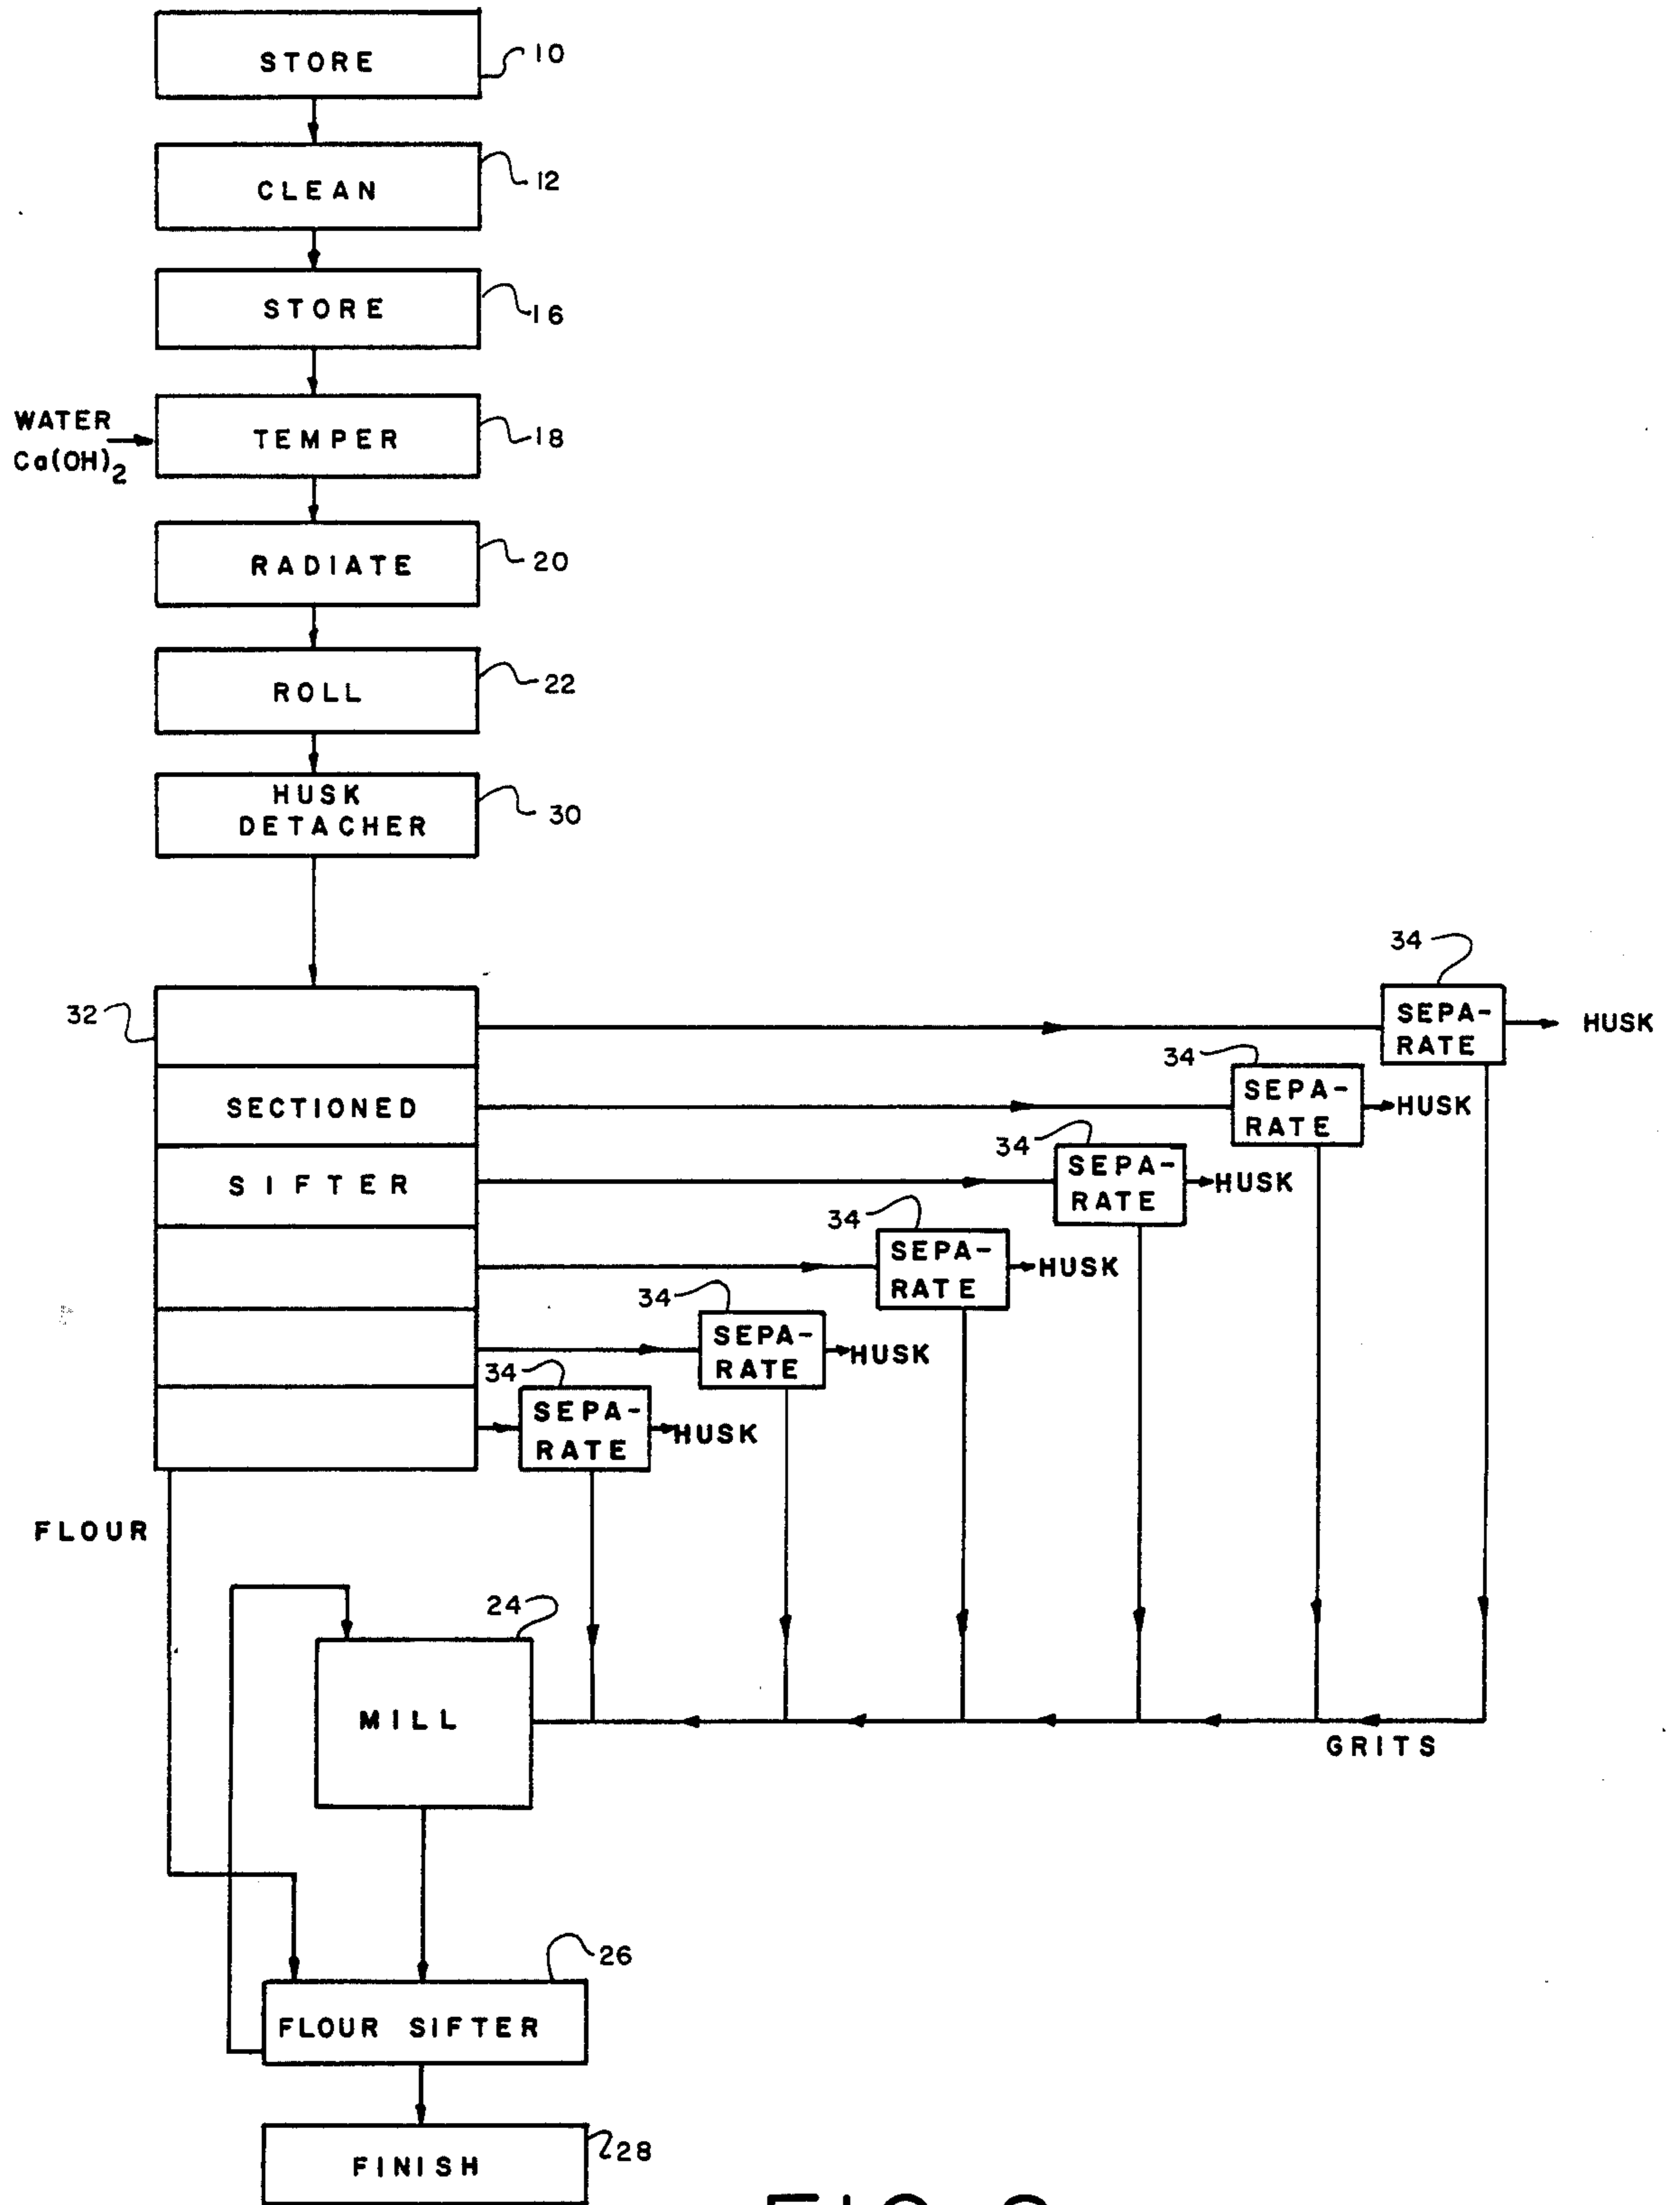 STORE
10
CLEAN
12
STORE
16
WATER
Ca(OH)2
TEMPER
18
RADIATE
20
ROLL
22
HUSK
DETACHER
30
32
SECTIONED
SIFTER
34
SEPA-
RATE
HUSK
34
SEPA-
RATE
HUSK
34
SEPA-
RATE
HUSK
34
SEPA-
RATE
HUSK
34
SEPA-
RATE
HUSK
34
SEPA-
RATE
HUSK
FLOUR
24
MILL
GRITS
26
FLOUR SIFTER
FINISH
28